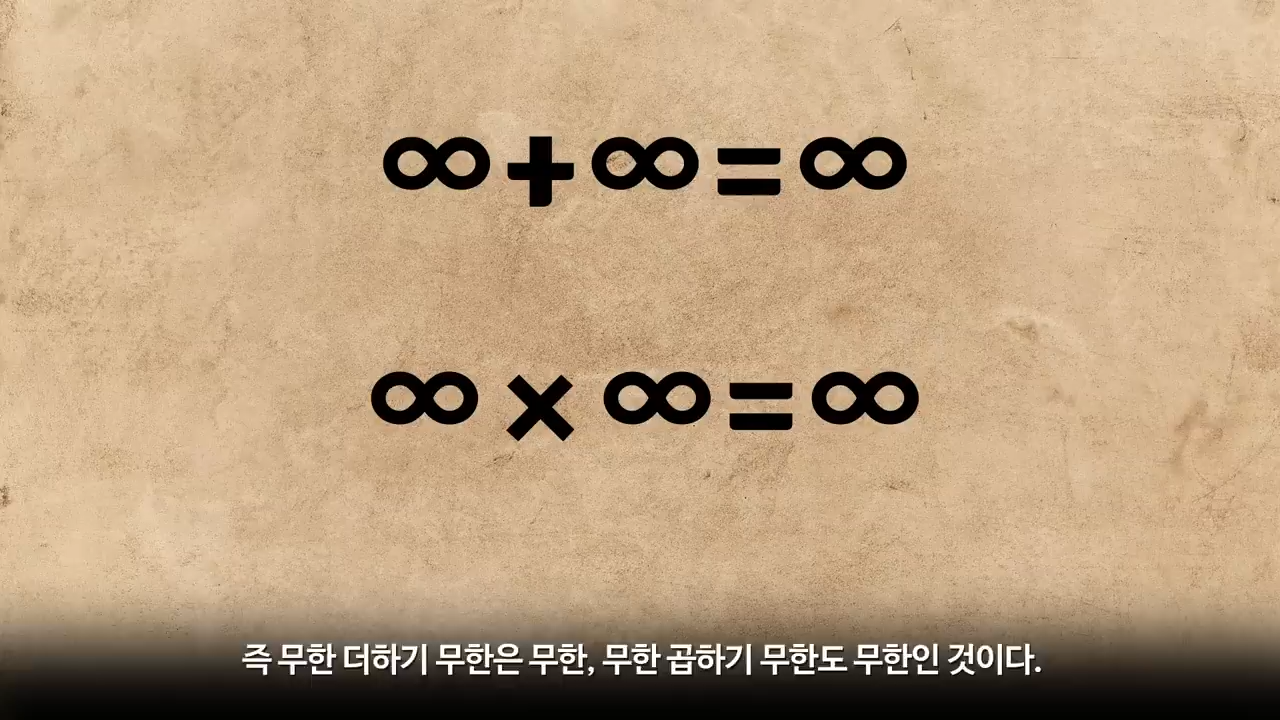 ∞+∞=∞
∞ × ∞=∞
즉 무한 더하기 무한은 무한, 무한 곱하기 무한도 무한인 것이다.